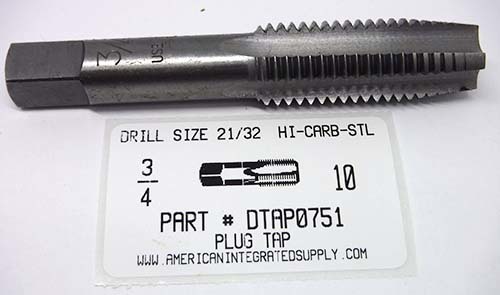 3/
USA
DRILL SIZE 21/32 HI-CARB-STL
3/4 10
PART # DTAP0751
PLUG TAP
WWW.AMERICANINTEGRATEDSUPPLY.COM